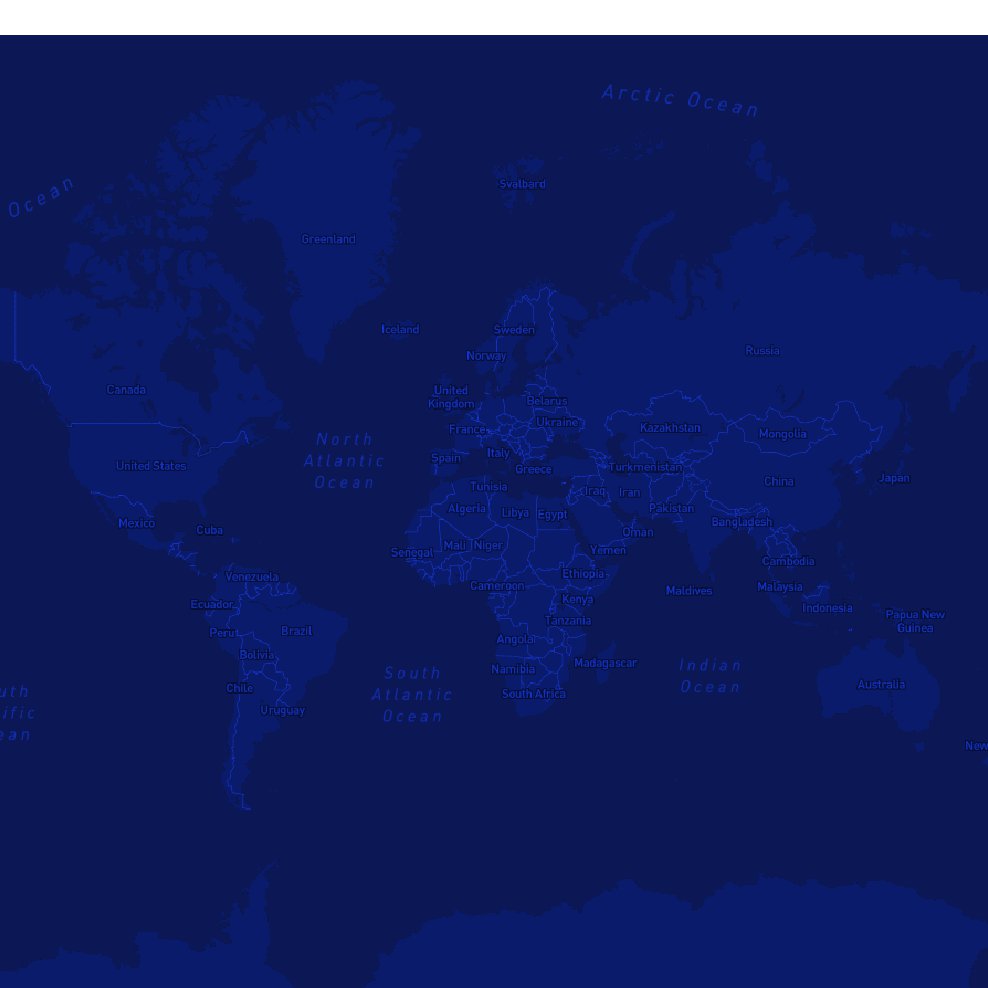 Arctic Ocean
Ocean
Svalbard
Greenland
Iceland
Sweden
Norway
Russia
Canada
United
Kingdom
Belarus
Ukraine
France
Kazakhstan
Mongolia
North
Atlantic
Ocean
United States
Spain
Italy
Greece
Turkmenistan
China
Japan
Tunisia
Iraq
Iran
Algeria
Libya
Egypt
Pakistan
Mexico
Cuba
Bangladesh
Oman
Senegal
Mali
Niger
Yemen
Cambodia
Venezuela
Cameroon
Ethiopia
Maldives
Malaysia
Ecuador
Kenya
Indonesia
Papua New
Guinea
Peru
Brazil
Tanzania
Angola
Bolivia
Namibia
Madagascar
South
Atlantic
Ocean
Indian
Ocean
Chile
South Africa
Australia
uth
ific
ean
Uruguay
New